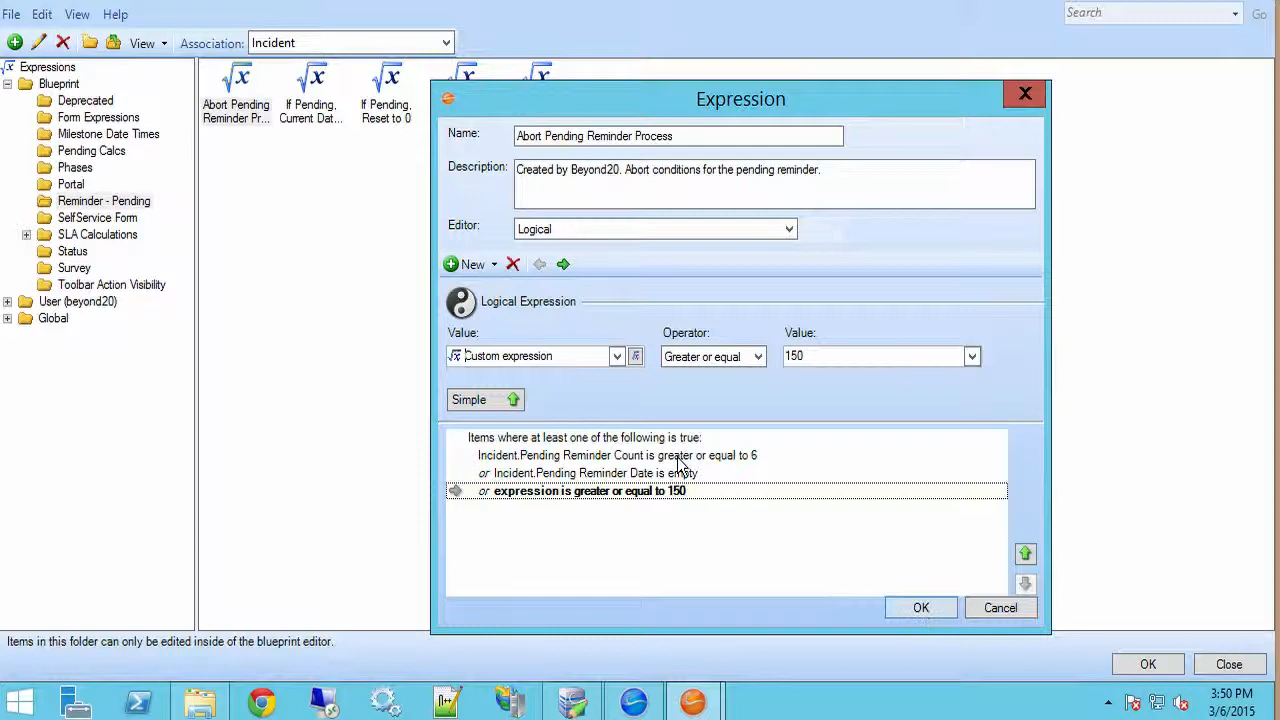 File Edit View Help
Search Go
View Association: Incident
Expressions
Blueprint
Deprecated
Form Expressions
Milestone Date Times
Pending Calcs
Phases
Portal
Reminder - Pending
SelfService Form
SLA Calculations
Status
Survey
Toolbar Action Visibility
User (beyond20)
Global
Abort Pending
Reminder Pr...
If Pending,
Current Dat...
If Pending,
Reset to 0
Expression
Name: Abort Pending Reminder Process
Description: Created by Beyond20. Abort conditions for the pending reminder.
Editor: Logical
New
Logical Expression
Value: Operator: Value:
Custom expression Greater or equal 150
Simple
Items where at least one of the following is true:
Incident.Pending Reminder Count is greater or equal to 6
or Incident.Pending Reminder Date is empty
or expression is greater or equal to 150
OK Cancel
Items in this folder can only be edited inside of the blueprint editor.
OK Close
3:50 PM
3/6/2015